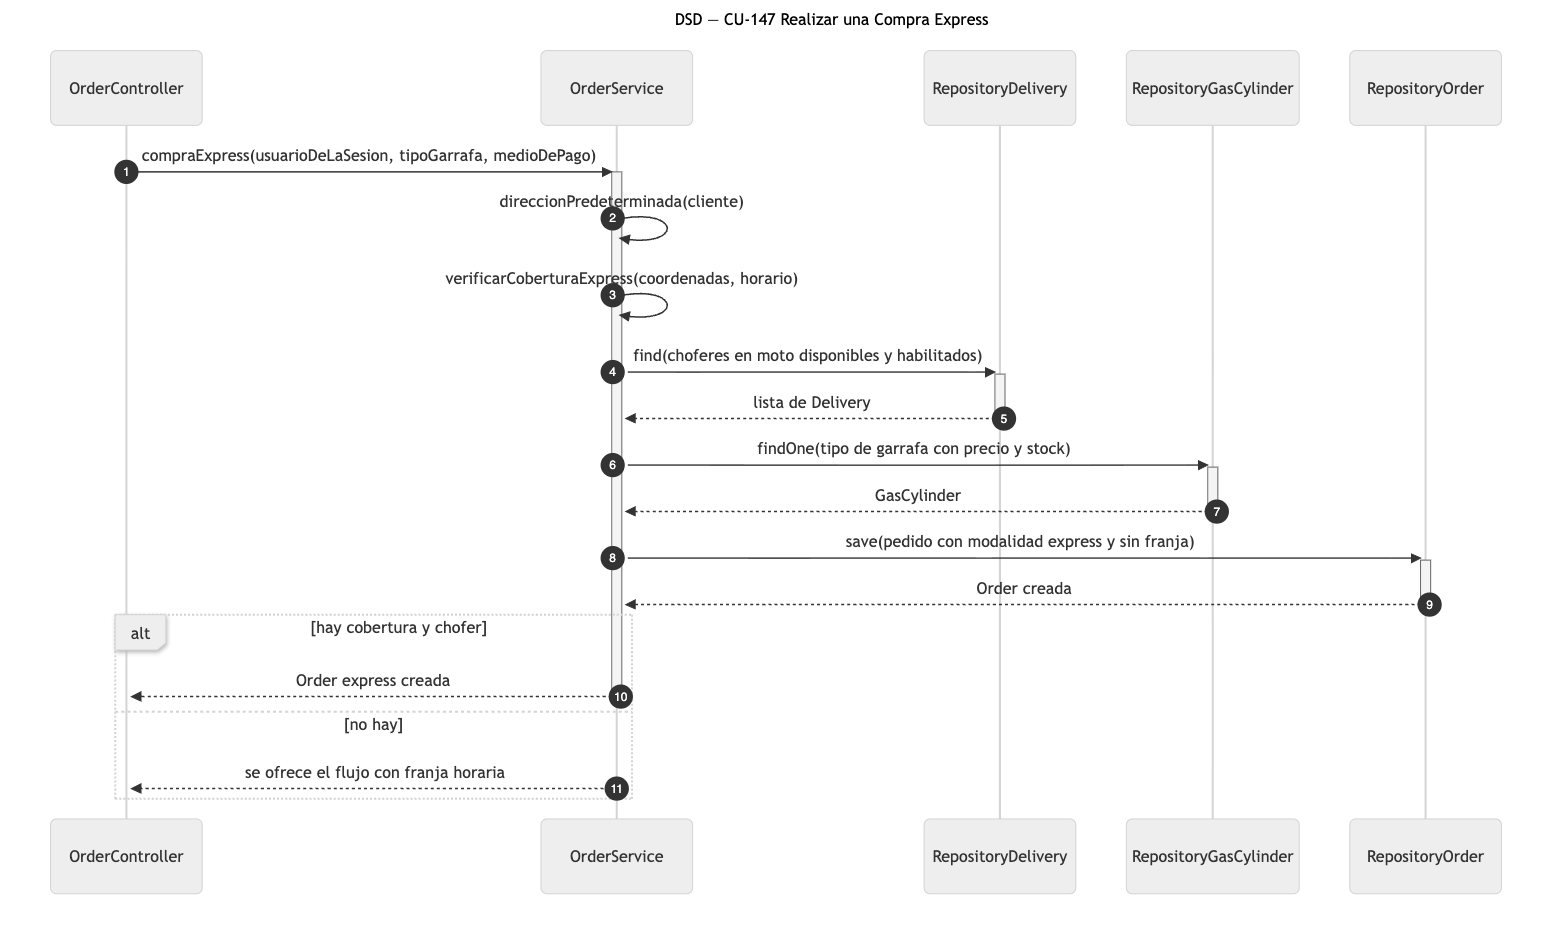 DSD — CU-147 Realizar una Compra Express
OrderController
OrderService
RepositoryDelivery
RepositoryGasCylinder
RepositoryOrder
compraExpress(usuarioDeLaSesion, tipoGarrafa, medioDePago)
1
direccionPredeterminada(cliente)
2
verificarCoberturaExpress(coordenadas, horario)
3
find(choferes en moto disponibles y habilitados)
4
lista de Delivery
5
findOne(tipo de garrafa con precio y stock)
6
GasCylinder
7
save(pedido con modalidad express y sin franja)
8
Order creada
9
alt
[hay cobertura y chofer]
Order express creada
10
[no hay]
se ofrece el flujo con franja horaria
11
OrderController
OrderService
RepositoryDelivery
RepositoryGasCylinder
RepositoryOrder